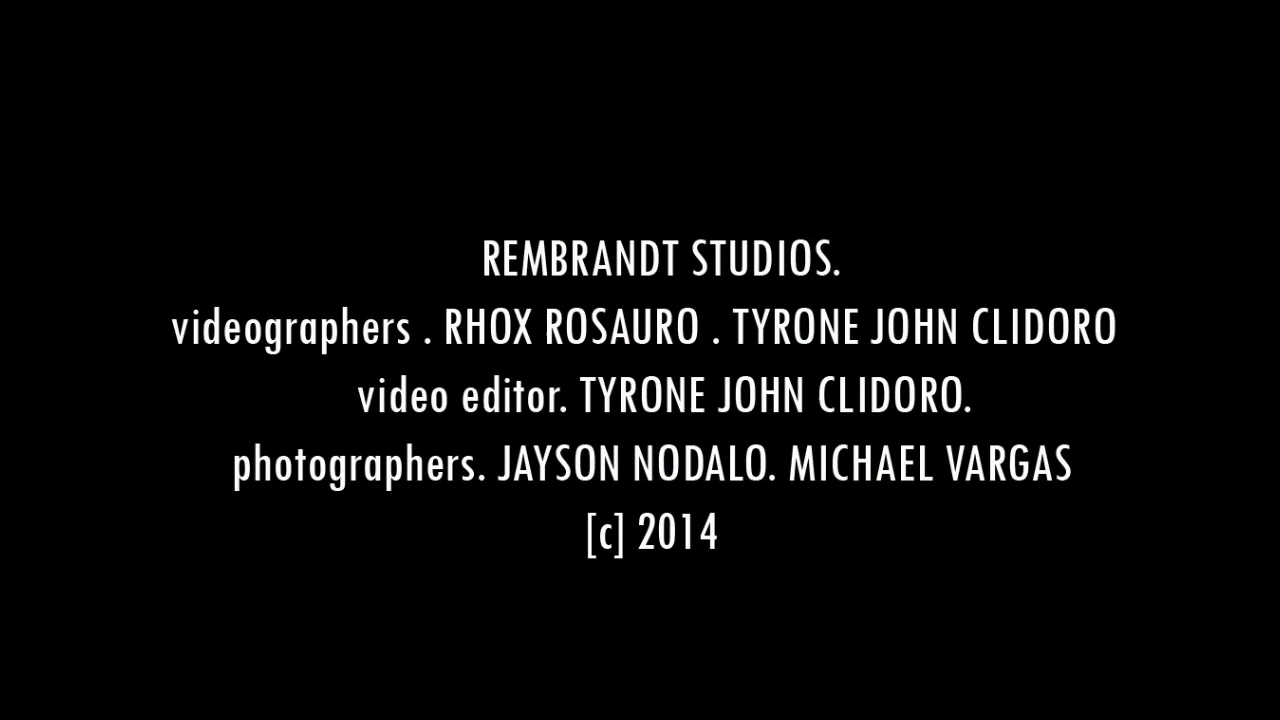 REMBRANDT STUDIOS.
videographers . RHOX ROSAURO . TYRONE JOHN CLIDORO
video editor. TYRONE JOHN CLIDORO.
photographers. JAYSON NODALO. MICHAEL VARGAS
[c] 2014